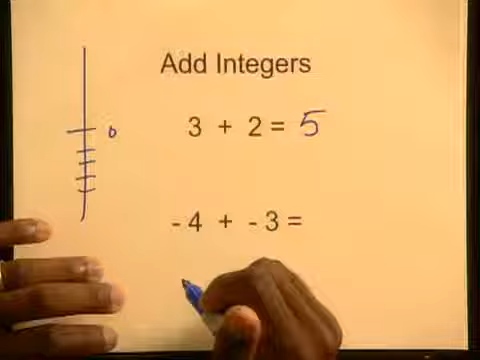 Add Integers
0
3 + 2 = 5
- 4 + - 3 =